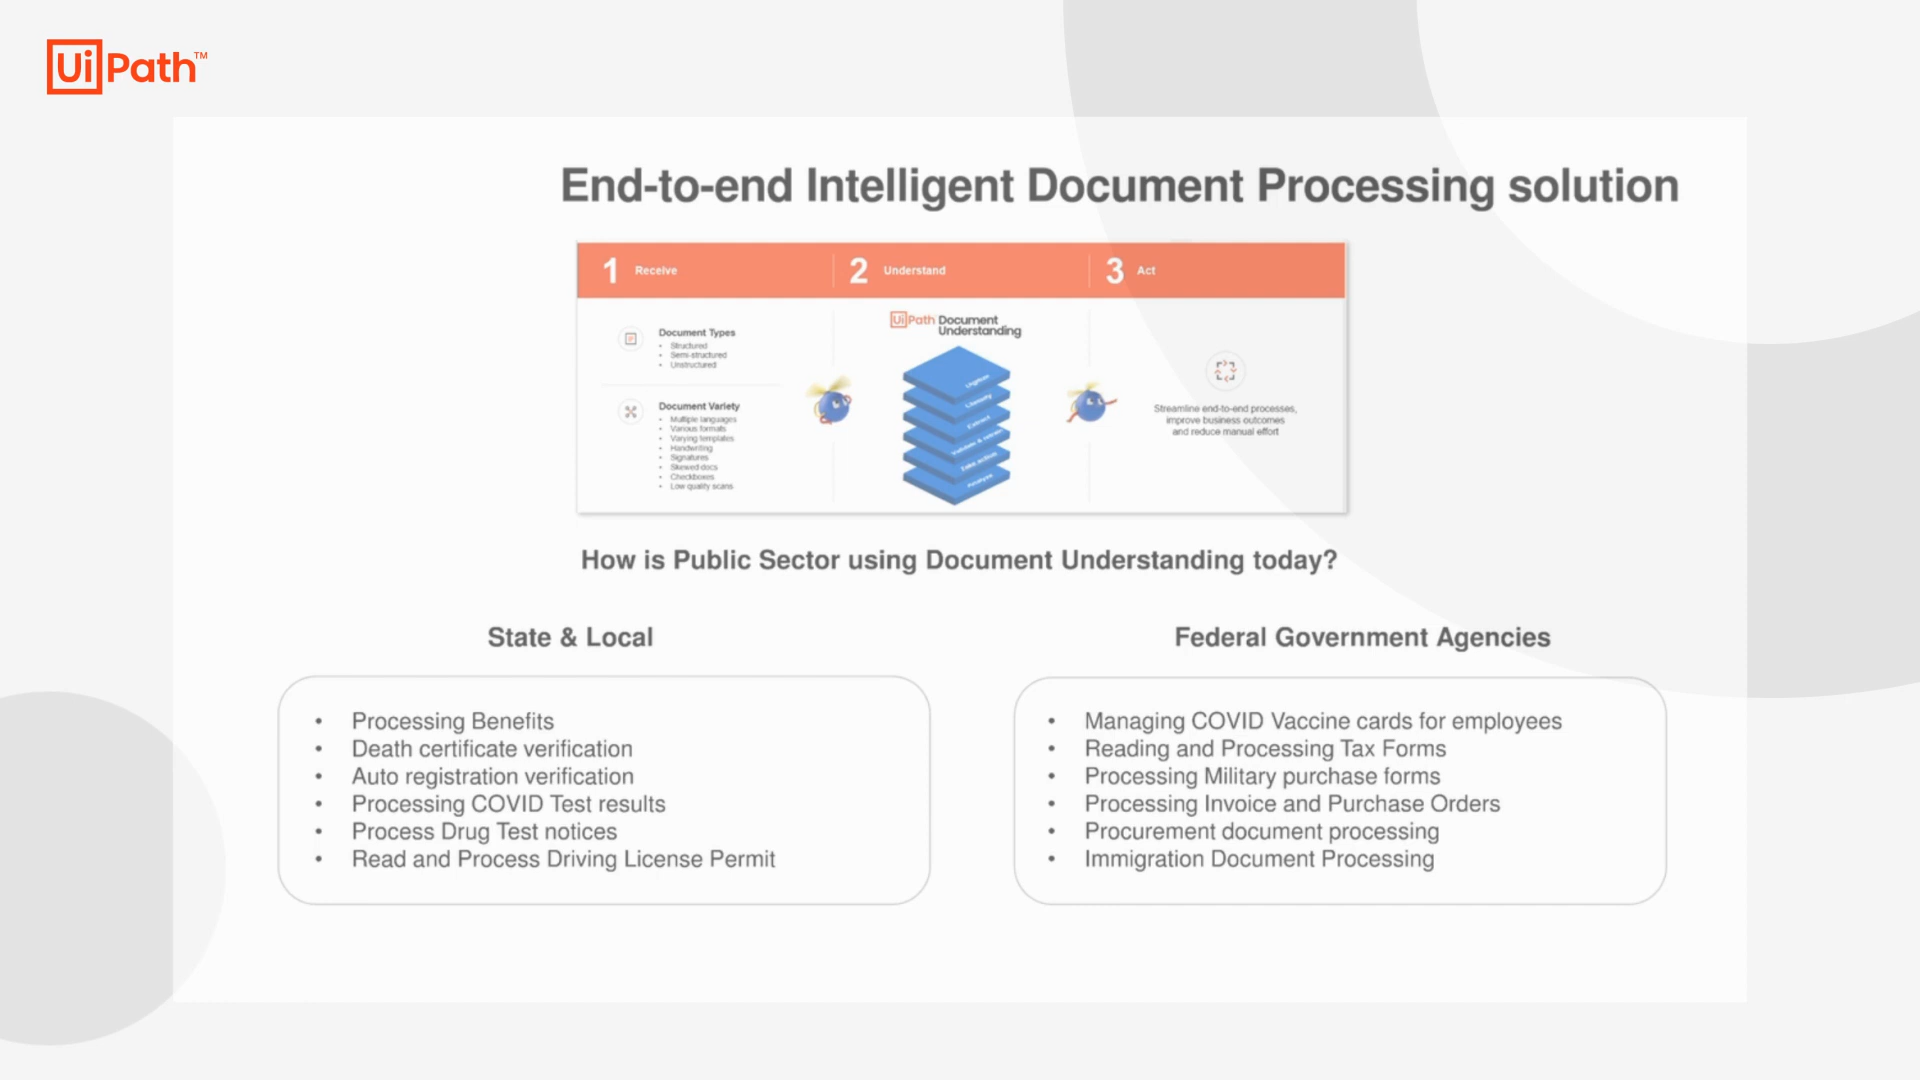 UiPath™
End-to-end Intelligent Document Processing solution
1 Receive
2 Understand
3 Act
Document Types
• Structured
• Semi-structured
• Unstructured
Document Variety
• Multiple languages
• Various formats
• Varying templates
• Handwriting
• Signatures
• Skewed docs
• Checkboxes
• Low quality scans
UiPath Document
Understanding
Digitize
Classify
Extract
Analyze
Streamline end-to-end processes,
improve business outcomes
and reduce manual effort
How is Public Sector using Document Understanding today?
State & Local
• Processing Benefits
• Death certificate verification
• Auto registration verification
• Processing COVID Test results
• Process Drug Test notices
• Read and Process Driving License Permit
Federal Government Agencies
• Managing COVID Vaccine cards for employees
• Reading and Processing Tax Forms
• Processing Military purchase forms
• Processing Invoice and Purchase Orders
• Procurement document processing
• Immigration Document Processing